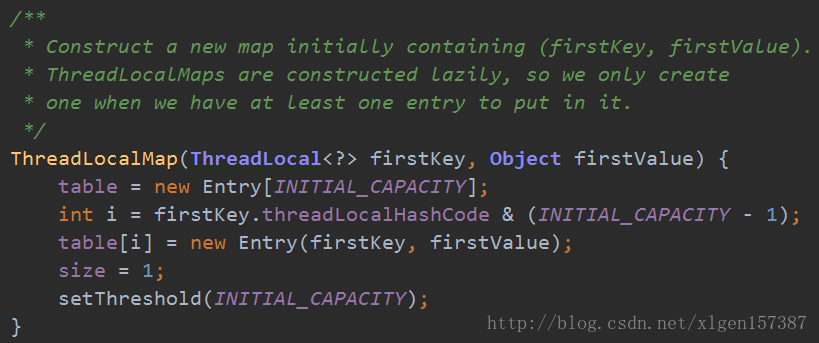 /**
 * Construct a new map initially containing (firstKey, firstValue).
 * ThreadLocalMaps are constructed lazily, so we only create
 * one when we have at least one entry to put in it.
 */
ThreadLocalMap(ThreadLocal<?> firstKey, Object firstValue) {
    table = new Entry[INITIAL_CAPACITY];
    int i = firstKey.threadLocalHashCode & (INITIAL_CAPACITY - 1);
    table[i] = new Entry(firstKey, firstValue);
    size = 1;
    setThreshold(INITIAL_CAPACITY);
}
http://blog.csdn.net/xlgen157387